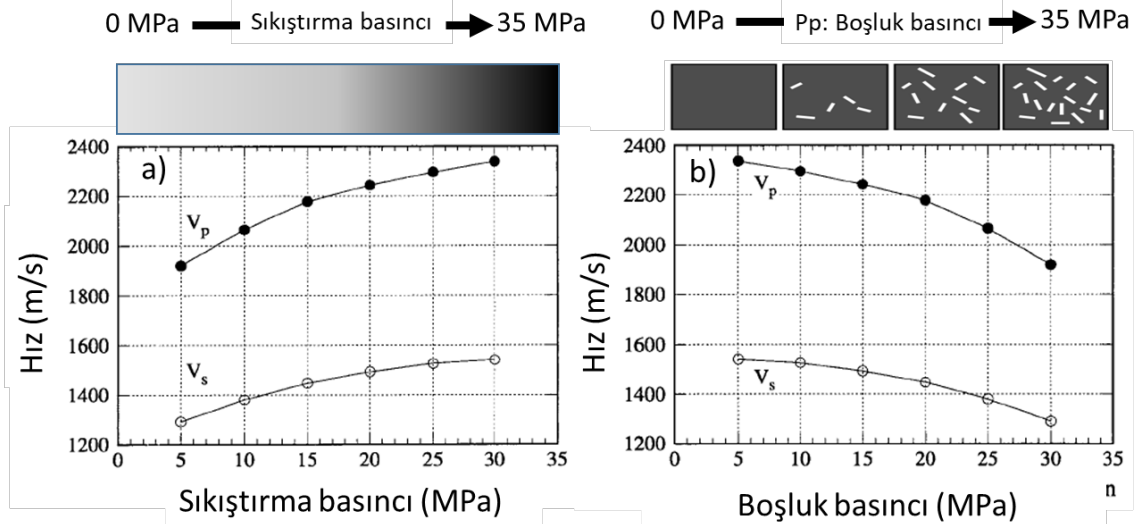 0 MPa Sıkıştırma basıncı 35 MPa
0 MPa Pp: Boşluk basıncı 35 MPa
a)
2400
2200
2000
1800
1600
1400
1200
Hız (m/s)
Vp
Vs
0 5 10 15 20 25 30 35
Sıkıştırma basıncı (MPa)
b)
2400
2200
2000
1800
1600
1400
1200
Hız (m/s)
Vp
Vs
0 5 10 15 20 25 30 35
Boşluk basıncı (MPa)
n